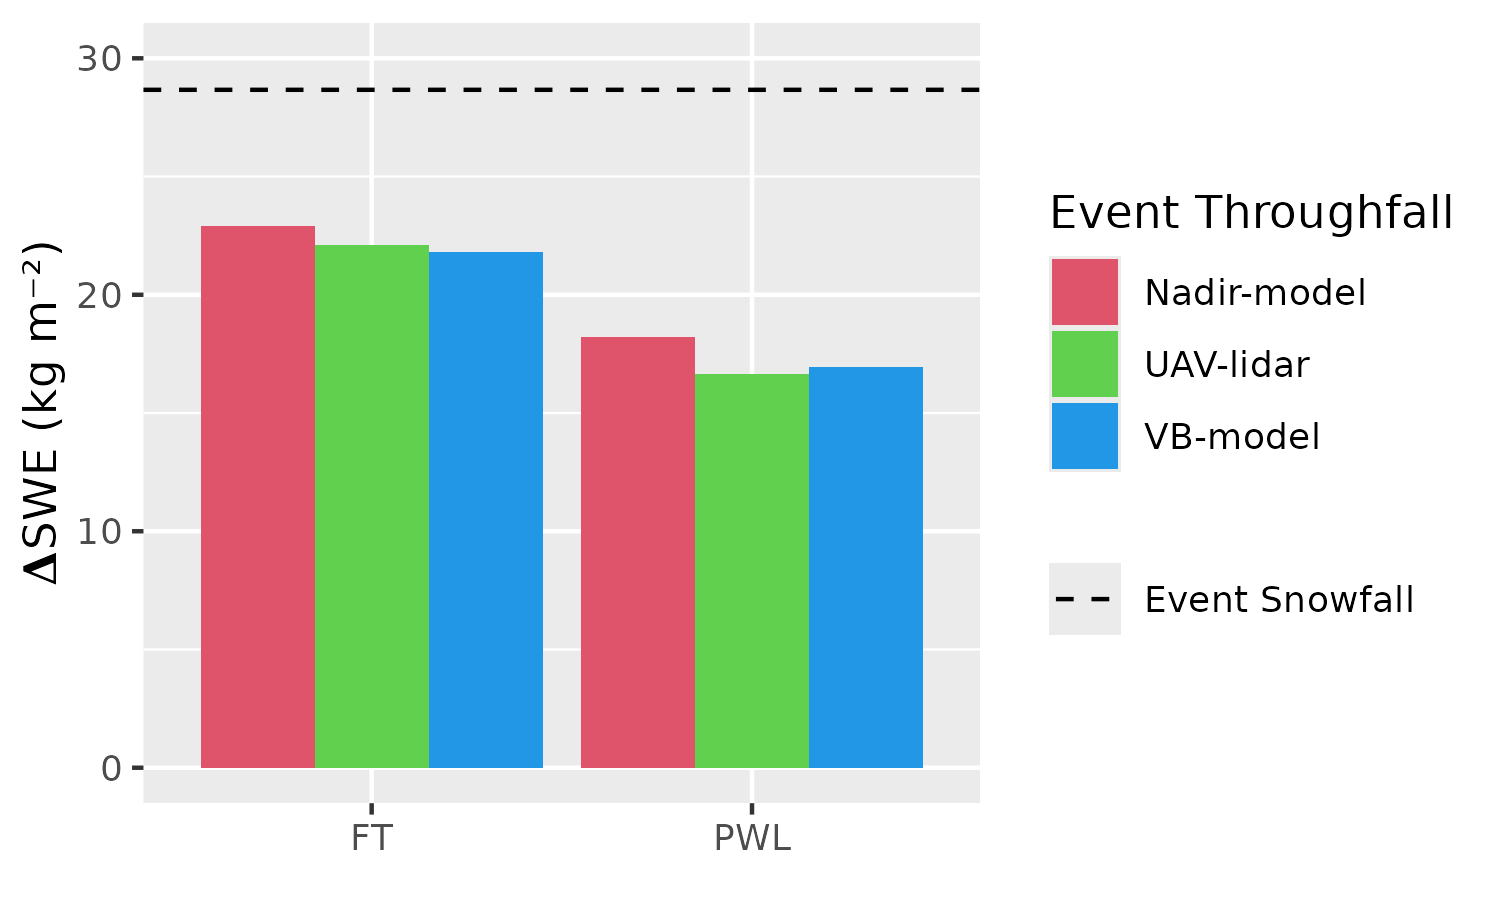 30
20
10
0
ΔSWE (kg m⁻²)
FT
PWL
Event Throughfall
Nadir-model
UAV-lidar
VB-model
Event Snowfall